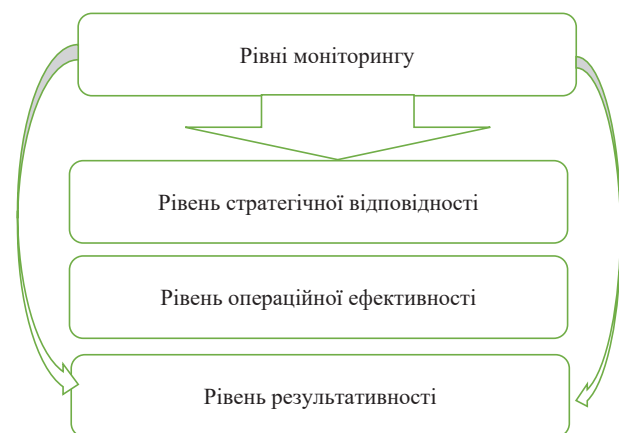 Рівні моніторингу
Рівень стратегічної відповідності
Рівень операційної ефективності
Рівень результативності